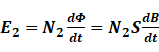 E₂ = N₂ dΦ/dt = N₂S dB/dt